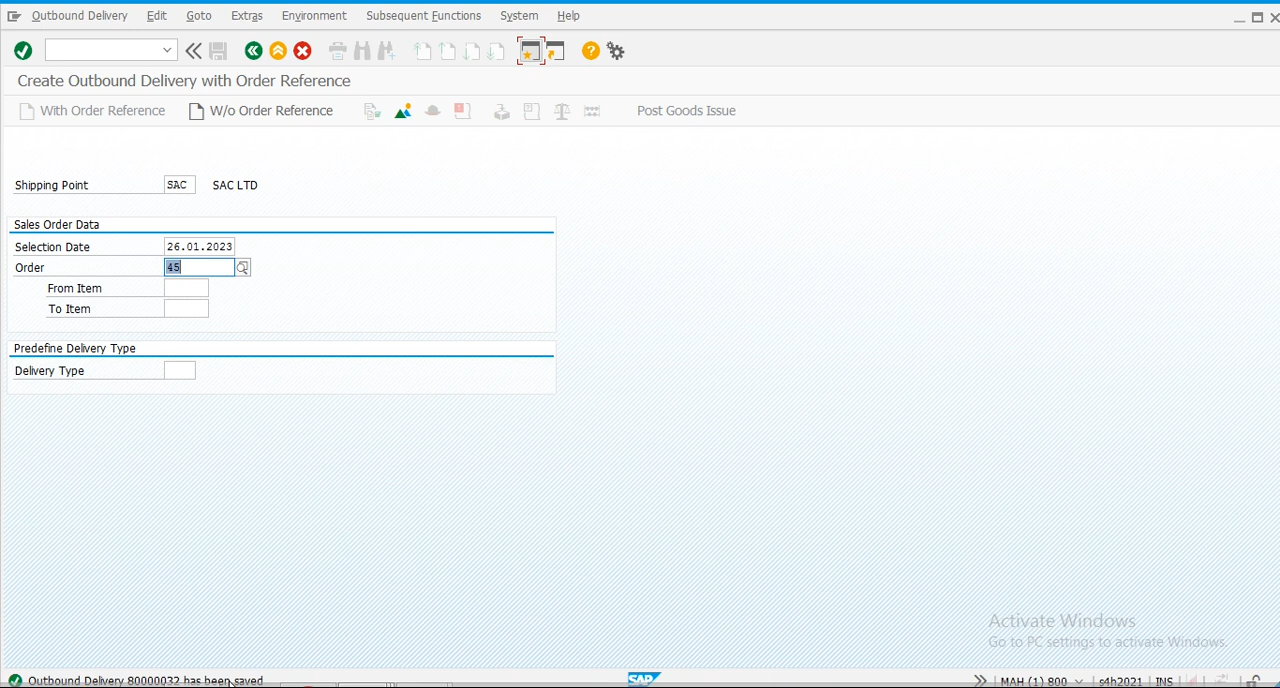 Outbound Delivery Edit Goto Extras Environment Subsequent Functions System Help
Create Outbound Delivery with Order Reference
With Order Reference W/o Order Reference Post Goods Issue
Shipping Point SAC SAC LTD
Sales Order Data
Selection Date 26.01.2023
Order 45
From Item
To Item
Predefine Delivery Type
Delivery Type
Activate Windows
Go to PC settings to activate Windows.
Outbound Delivery 80000032 has been saved SAP MAH (1) 800 s4h2021 INS